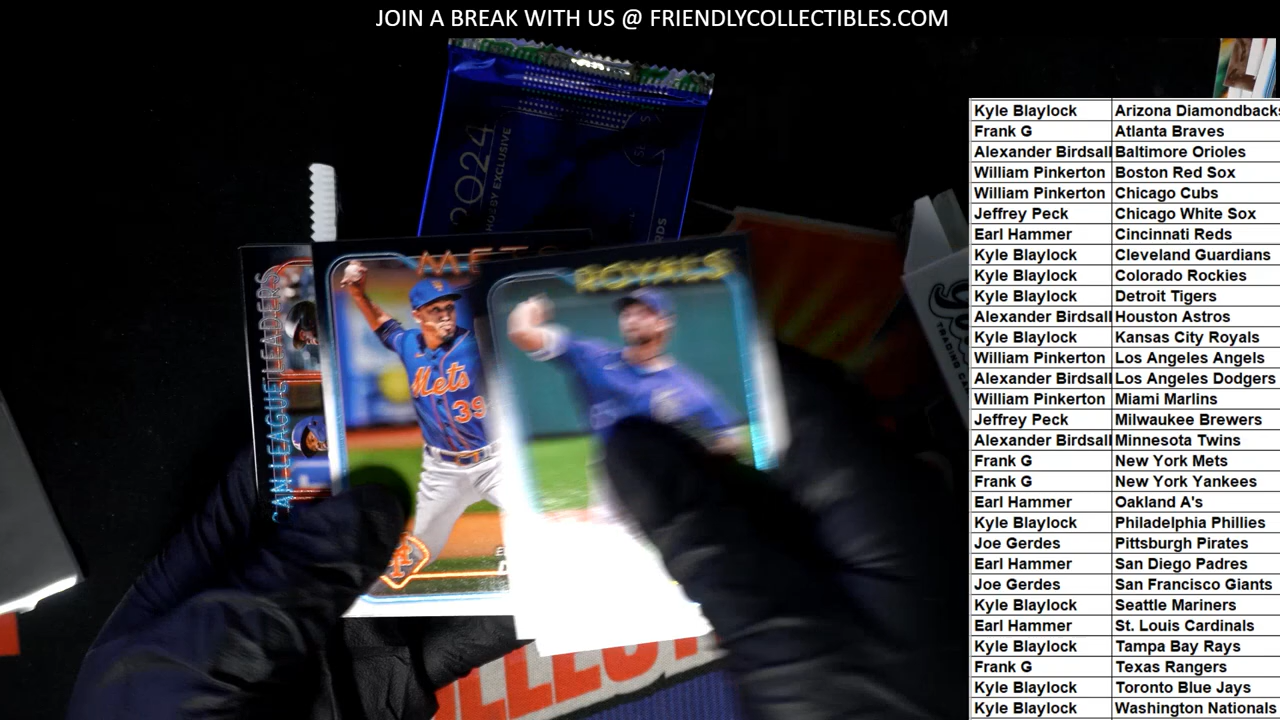 JOIN A BREAK WITH US @ FRIENDLYCOLLECTIBLES.COM
2024
HOBBY EXCLUSIVE
METS
Mets
39
ROYALS
CAN LEAGUE LEADERS
TRADING CA
Kyle Blaylock Arizona Diamondbacks
Frank G Atlanta Braves
Alexander Birdsall Baltimore Orioles
William Pinkerton Boston Red Sox
William Pinkerton Chicago Cubs
Jeffrey Peck Chicago White Sox
Earl Hammer Cincinnati Reds
Kyle Blaylock Cleveland Guardians
Kyle Blaylock Colorado Rockies
Kyle Blaylock Detroit Tigers
Alexander Birdsall Houston Astros
Kyle Blaylock Kansas City Royals
William Pinkerton Los Angeles Angels
Alexander Birdsall Los Angeles Dodgers
William Pinkerton Miami Marlins
Jeffrey Peck Milwaukee Brewers
Alexander Birdsall Minnesota Twins
Frank G New York Mets
Frank G New York Yankees
Earl Hammer Oakland A's
Kyle Blaylock Philadelphia Phillies
Joe Gerdes Pittsburgh Pirates
Earl Hammer San Diego Padres
Joe Gerdes San Francisco Giants
Kyle Blaylock Seattle Mariners
Earl Hammer St. Louis Cardinals
Kyle Blaylock Tampa Bay Rays
Frank G Texas Rangers
Kyle Blaylock Toronto Blue Jays
Kyle Blaylock Washington Nationals